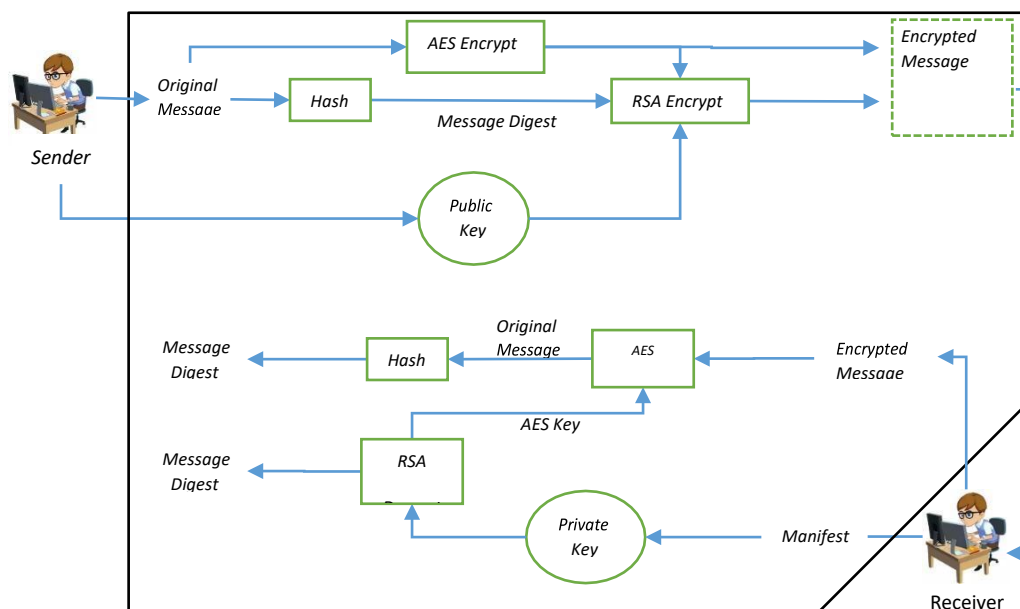 AES Encrypt
Encrypted
Message
Original
Message
Hash
RSA Encrypt
Message Digest
Sender
Public
Key
Original
Message
Message
Digest
Hash
AES
Encrypted
Message
AES Key
Message
Digest
RSA
Private
Key
Manifest
Receiver